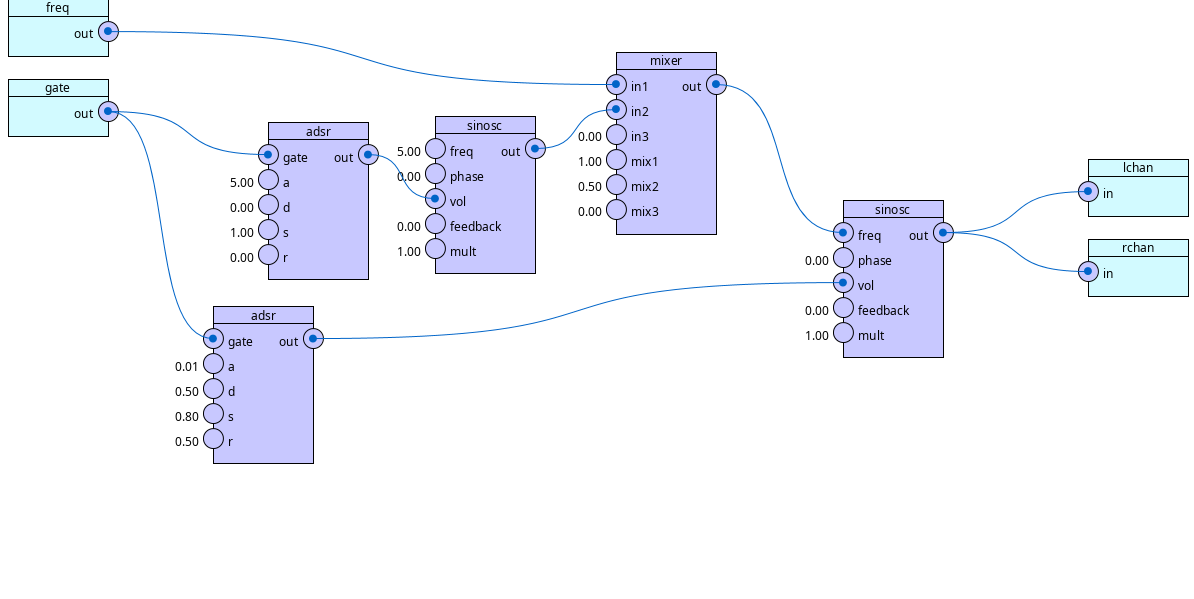 freq
out
gate
out
adsr
gate out
5.00 a
0.00 d
1.00 s
0.00 r
sinosc
5.00 freq out
0.00 phase
vol
0.00 feedback
1.00 mult
mixer
in1 out
in2
0.00 in3
1.00 mix1
0.50 mix2
0.00 mix3
adsr
gate out
0.01 a
0.50 d
0.80 s
0.50 r
sinosc
freq out
0.00 phase
vol
0.00 feedback
1.00 mult
lchan
in
rchan
in